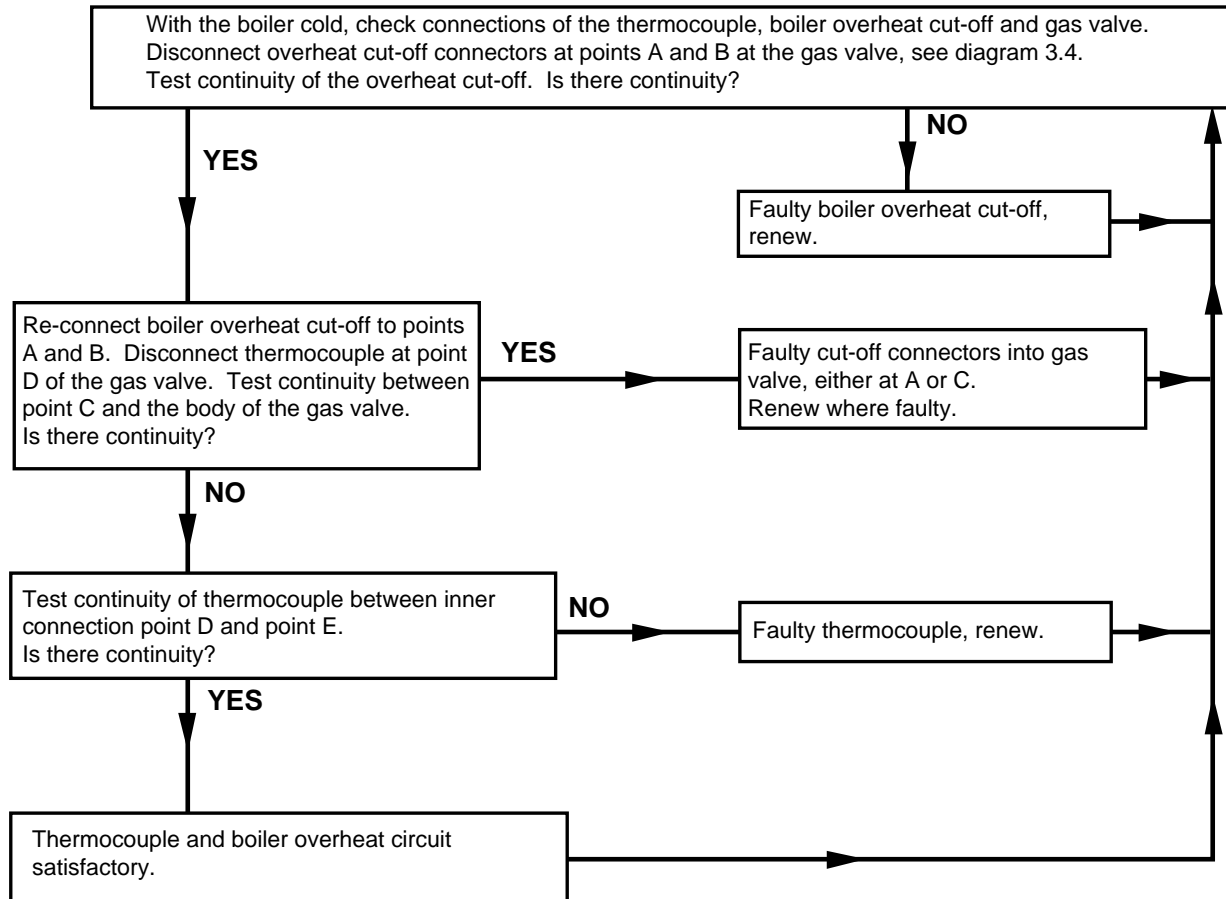 With the boiler cold, check connections of the thermocouple, boiler overheat cut-off and gas valve.
Disconnect overheat cut-off connectors at points A and B at the gas valve, see diagram 3.4.
Test continuity of the overheat cut-off. Is there continuity?
NO
YES
Faulty boiler overheat cut-off,
renew.
Re-connect boiler overheat cut-off to points
A and B. Disconnect thermocouple at point
D of the gas valve. Test continuity between
point C and the body of the gas valve.
Is there continuity?
YES
Faulty cut-off connectors into gas
valve, either at A or C.
Renew where faulty.
NO
Test continuity of thermocouple between inner
connection point D and point E.
Is there continuity?
NO
Faulty thermocouple, renew.
YES
Thermocouple and boiler overheat circuit
satisfactory.